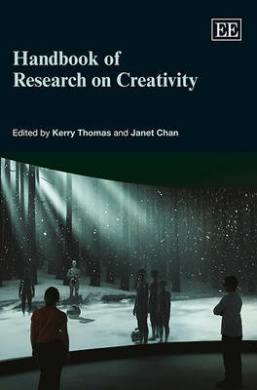 EE
Handbook of
Research on Creativity
Edited by Kerry Thomas and Janet Chan